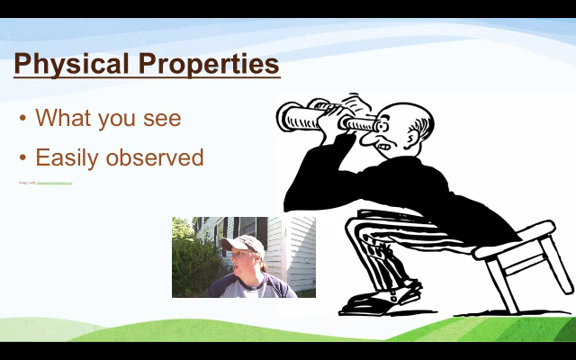 Physical Properties
• What you see
• Easily observed